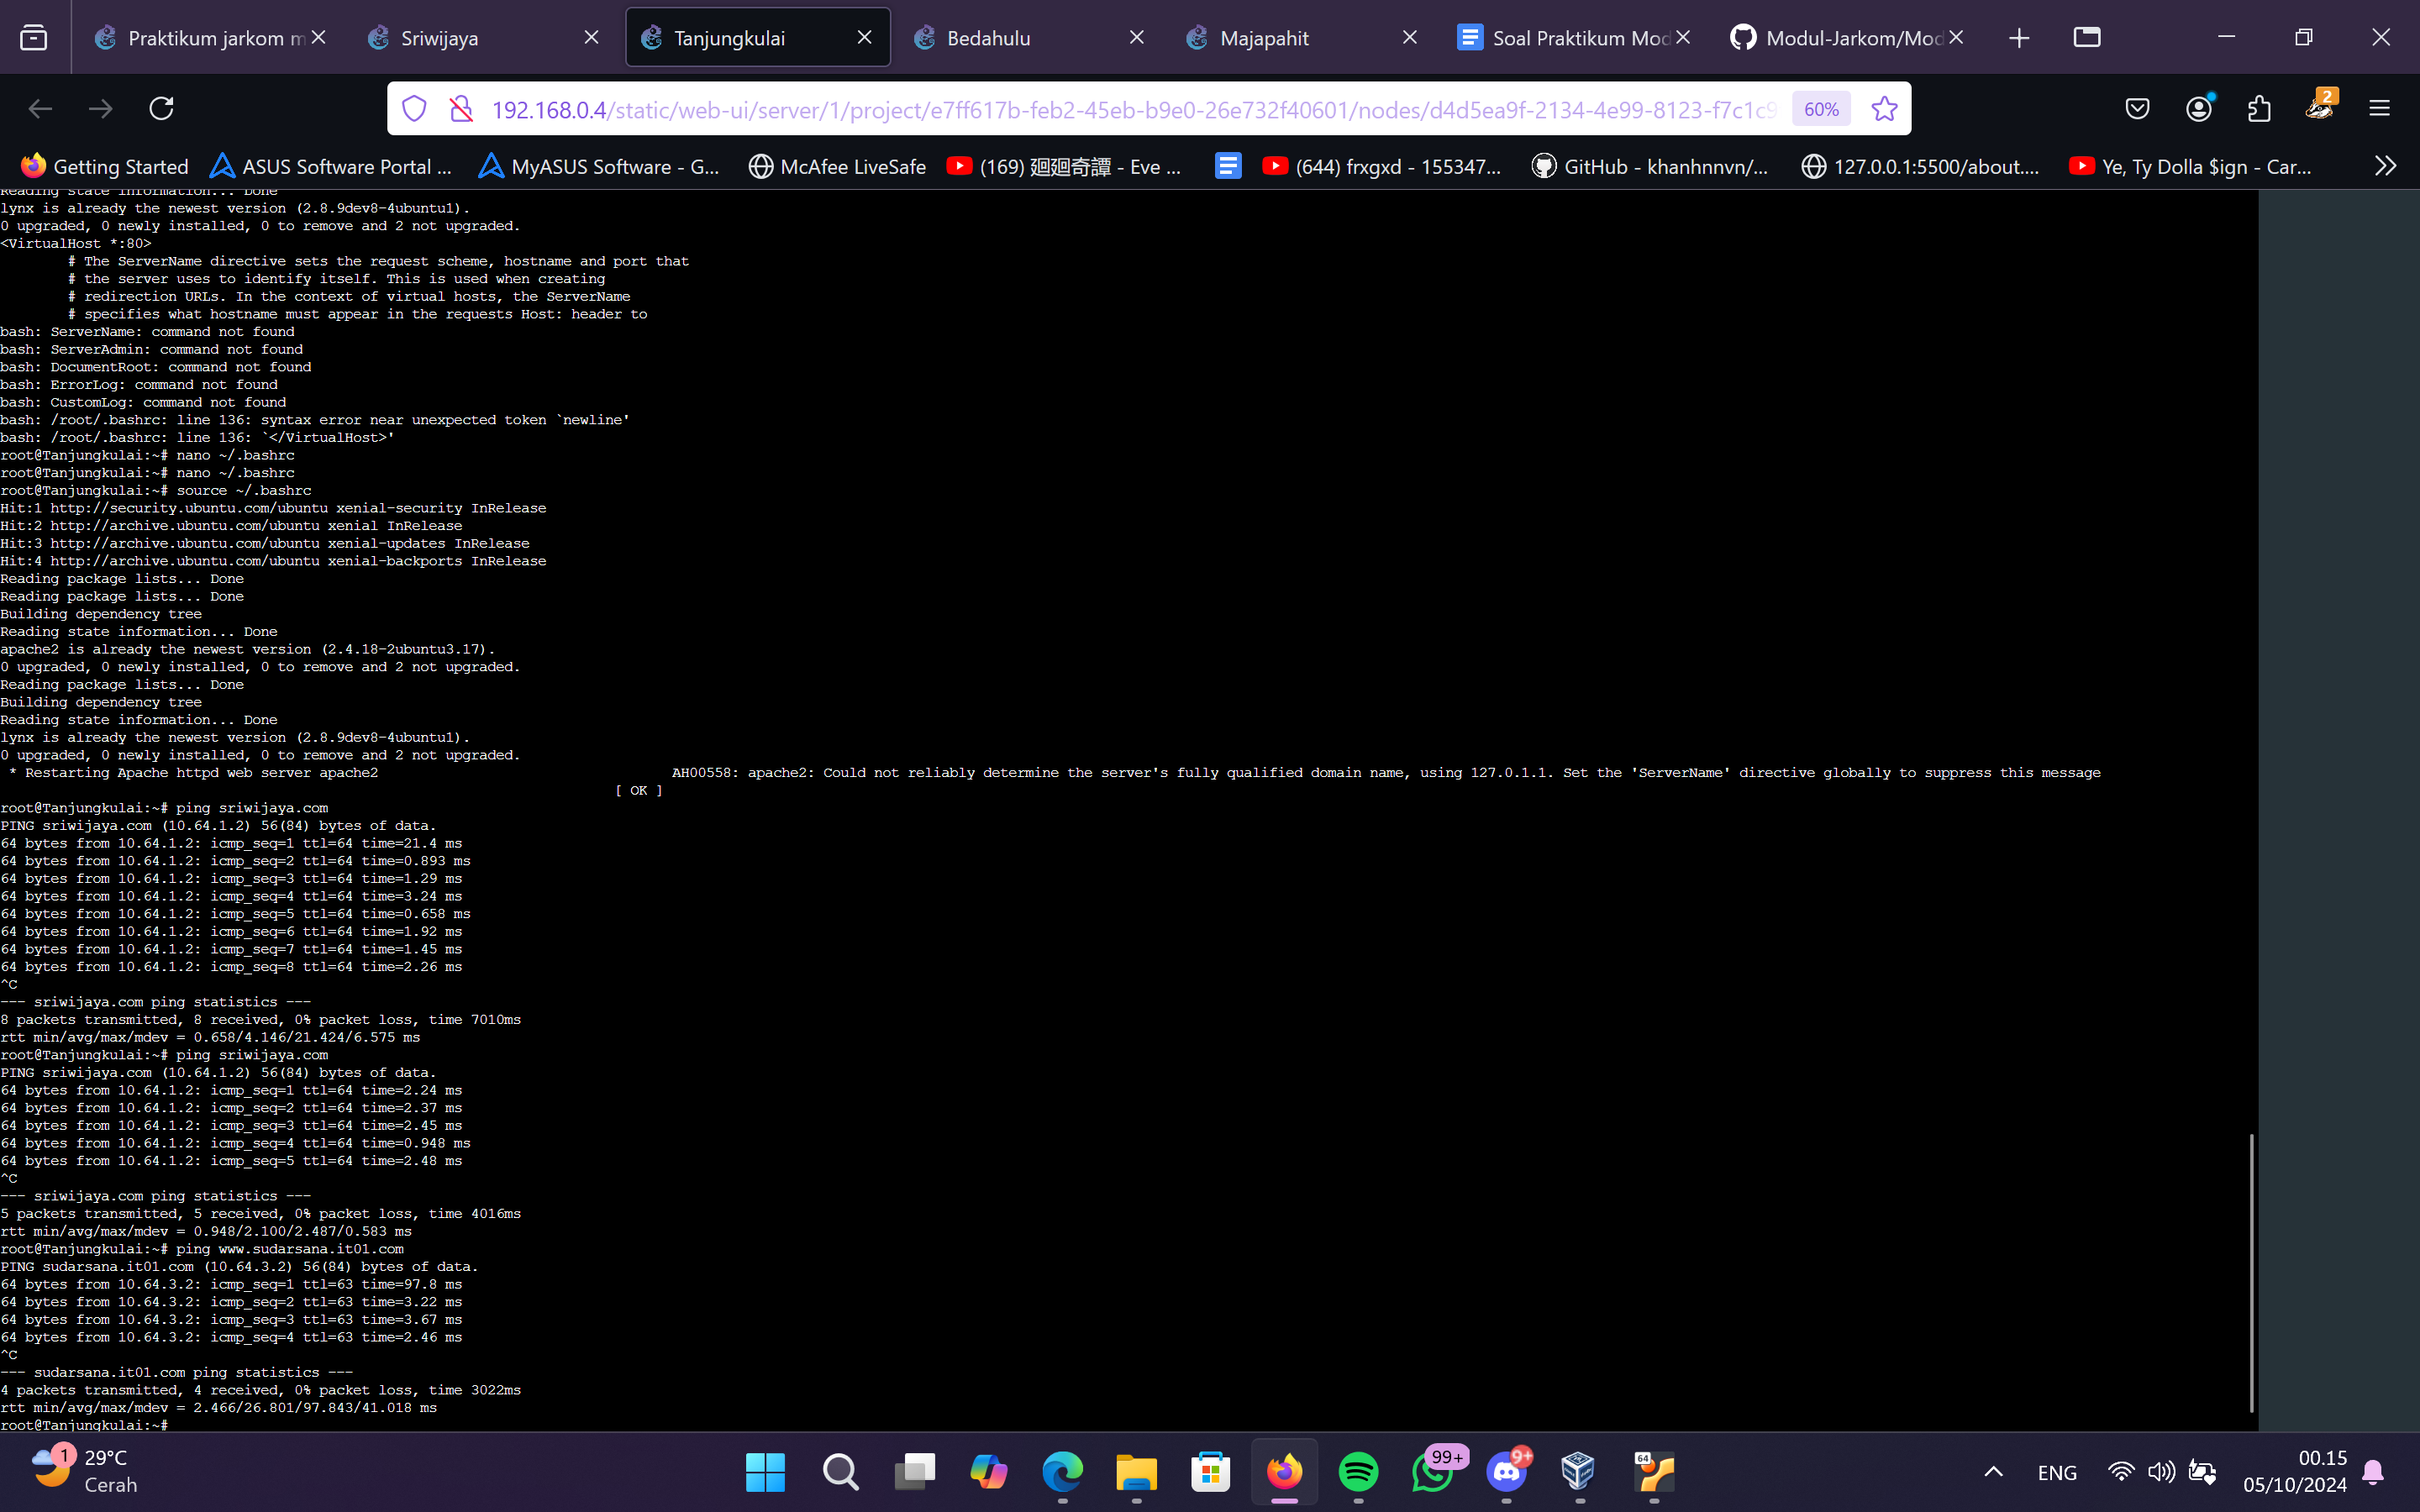 Praktikum jarkom m
Sriwijaya
Tanjungkulai
Bedahulu
Majapahit
Soal Praktikum Mod
Modul-Jarkom/Mod
192.168.0.4/static/web-ui/server/1/project/e7ff617b-feb2-45eb-b9e0-26e732f40601/nodes/d4d5ea9f-2134-4e99-8123-f7c1c9
60%
2
Getting Started
ASUS Software Portal ...
MyASUS Software - G...
McAfee LiveSafe
(169) 廻廻奇譚 - Eve ...
(644) frxgxd - 155347...
GitHub - khanhnnvn/...
127.0.0.1:5500/about....
Ye, Ty Dolla $ign - Car...
Reading state information... Done
lynx is already the newest version (2.8.9dev8-4ubuntu1).
0 upgraded, 0 newly installed, 0 to remove and 2 not upgraded.
<VirtualHost *:80>
# The ServerName directive sets the request scheme, hostname and port that
# the server uses to identify itself. This is used when creating
# redirection URLs. In the context of virtual hosts, the ServerName
# specifies what hostname must appear in the requests Host: header to
bash: ServerName: command not found
bash: ServerAdmin: command not found
bash: DocumentRoot: command not found
bash: ErrorLog: command not found
bash: CustomLog: command not found
bash: /root/.bashrc: line 136: syntax error near unexpected token `newline'
bash: /root/.bashrc: line 136: `</VirtualHost>'
root@Tanjungkulai:~# nano ~/.bashrc
root@Tanjungkulai:~# nano ~/.bashrc
root@Tanjungkulai:~# source ~/.bashrc
Hit:1 http://security.ubuntu.com/ubuntu xenial-security InRelease
Hit:2 http://archive.ubuntu.com/ubuntu xenial InRelease
Hit:3 http://archive.ubuntu.com/ubuntu xenial-updates InRelease
Hit:4 http://archive.ubuntu.com/ubuntu xenial-backports InRelease
Reading package lists... Done
Reading package lists... Done
Building dependency tree
Reading state information... Done
apache2 is already the newest version (2.4.18-2ubuntu3.17).
0 upgraded, 0 newly installed, 0 to remove and 2 not upgraded.
Reading package lists... Done
Building dependency tree
Reading state information... Done
lynx is already the newest version (2.8.9dev8-4ubuntu1).
0 upgraded, 0 newly installed, 0 to remove and 2 not upgraded.
* Restarting Apache httpd web server apache2 AH00558: apache2: Could not reliably determine the server's fully qualified domain name, using 127.0.1.1. Set the 'ServerName' directive globally to suppress this message
[ OK ]
root@Tanjungkulai:~# ping sriwijaya.com
PING sriwijaya.com (10.64.1.2) 56(84) bytes of data.
64 bytes from 10.64.1.2: icmp_seq=1 ttl=64 time=21.4 ms
64 bytes from 10.64.1.2: icmp_seq=2 ttl=64 time=0.893 ms
64 bytes from 10.64.1.2: icmp_seq=3 ttl=64 time=1.29 ms
64 bytes from 10.64.1.2: icmp_seq=4 ttl=64 time=3.24 ms
64 bytes from 10.64.1.2: icmp_seq=5 ttl=64 time=0.658 ms
64 bytes from 10.64.1.2: icmp_seq=6 ttl=64 time=1.92 ms
64 bytes from 10.64.1.2: icmp_seq=7 ttl=64 time=1.45 ms
64 bytes from 10.64.1.2: icmp_seq=8 ttl=64 time=2.26 ms
^C
--- sriwijaya.com ping statistics ---
8 packets transmitted, 8 received, 0% packet loss, time 7010ms
rtt min/avg/max/mdev = 0.658/4.146/21.424/6.575 ms
root@Tanjungkulai:~# ping sriwijaya.com
PING sriwijaya.com (10.64.1.2) 56(84) bytes of data.
64 bytes from 10.64.1.2: icmp_seq=1 ttl=64 time=2.24 ms
64 bytes from 10.64.1.2: icmp_seq=2 ttl=64 time=2.37 ms
64 bytes from 10.64.1.2: icmp_seq=3 ttl=64 time=2.45 ms
64 bytes from 10.64.1.2: icmp_seq=4 ttl=64 time=0.948 ms
64 bytes from 10.64.1.2: icmp_seq=5 ttl=64 time=2.48 ms
^C
--- sriwijaya.com ping statistics ---
5 packets transmitted, 5 received, 0% packet loss, time 4016ms
rtt min/avg/max/mdev = 0.948/2.100/2.487/0.583 ms
root@Tanjungkulai:~# ping www.sudarsana.it01.com
PING sudarsana.it01.com (10.64.3.2) 56(84) bytes of data.
64 bytes from 10.64.3.2: icmp_seq=1 ttl=63 time=97.8 ms
64 bytes from 10.64.3.2: icmp_seq=2 ttl=63 time=3.22 ms
64 bytes from 10.64.3.2: icmp_seq=3 ttl=63 time=3.67 ms
64 bytes from 10.64.3.2: icmp_seq=4 ttl=63 time=2.46 ms
^C
--- sudarsana.it01.com ping statistics ---
4 packets transmitted, 4 received, 0% packet loss, time 3022ms
rtt min/avg/max/mdev = 2.466/26.801/97.843/41.018 ms
root@Tanjungkulai:~#
1
29°C
Cerah
99+
9+
64
ENG
00.15
05/10/2024